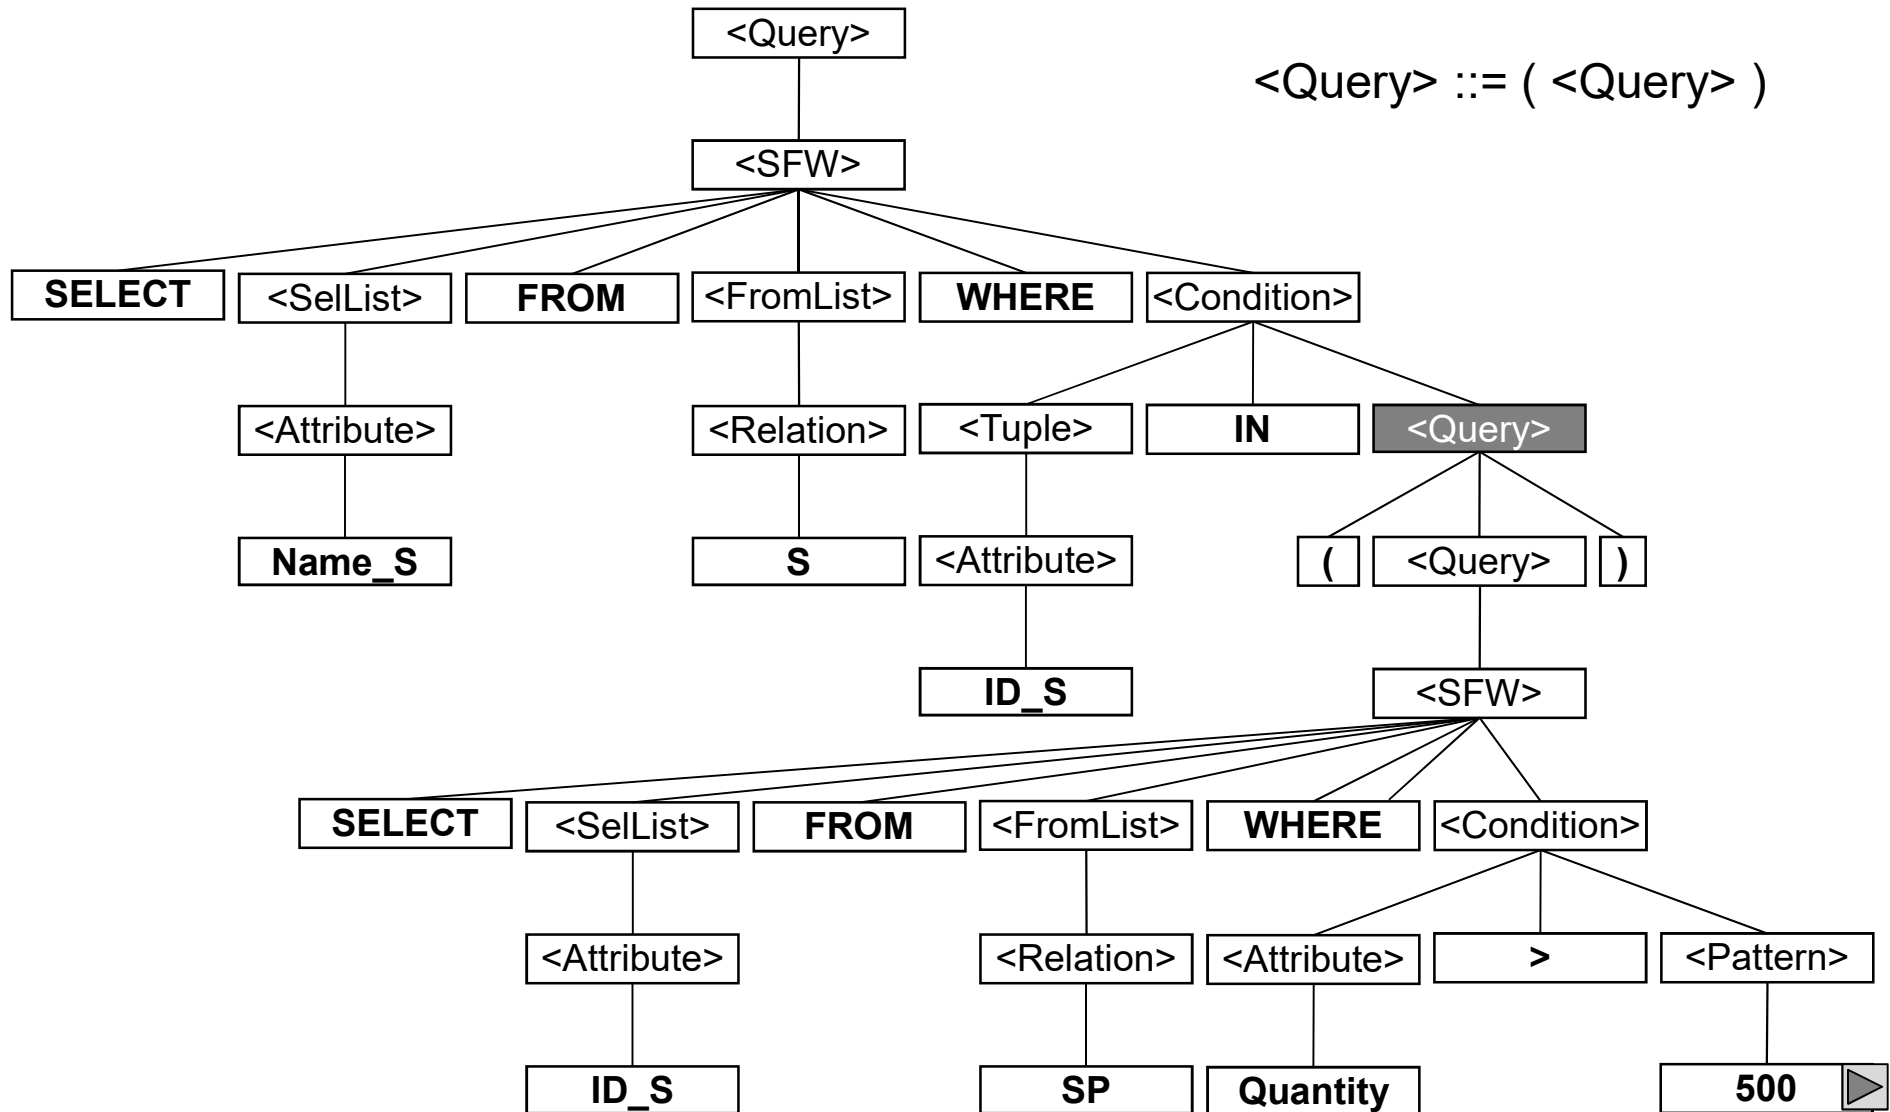 <Query>
<Query> ::= ( <Query> )
<SFW>
SELECT <SelList> FROM <FromList> WHERE <Condition>
<Attribute> <Relation> <Tuple> IN <Query>
Name_S S <Attribute> ( <Query> )
ID_S <SFW>
SELECT <SelList> FROM <FromList> WHERE <Condition>
<Attribute> <Relation> <Attribute> > <Pattern>
ID_S SP Quantity 500